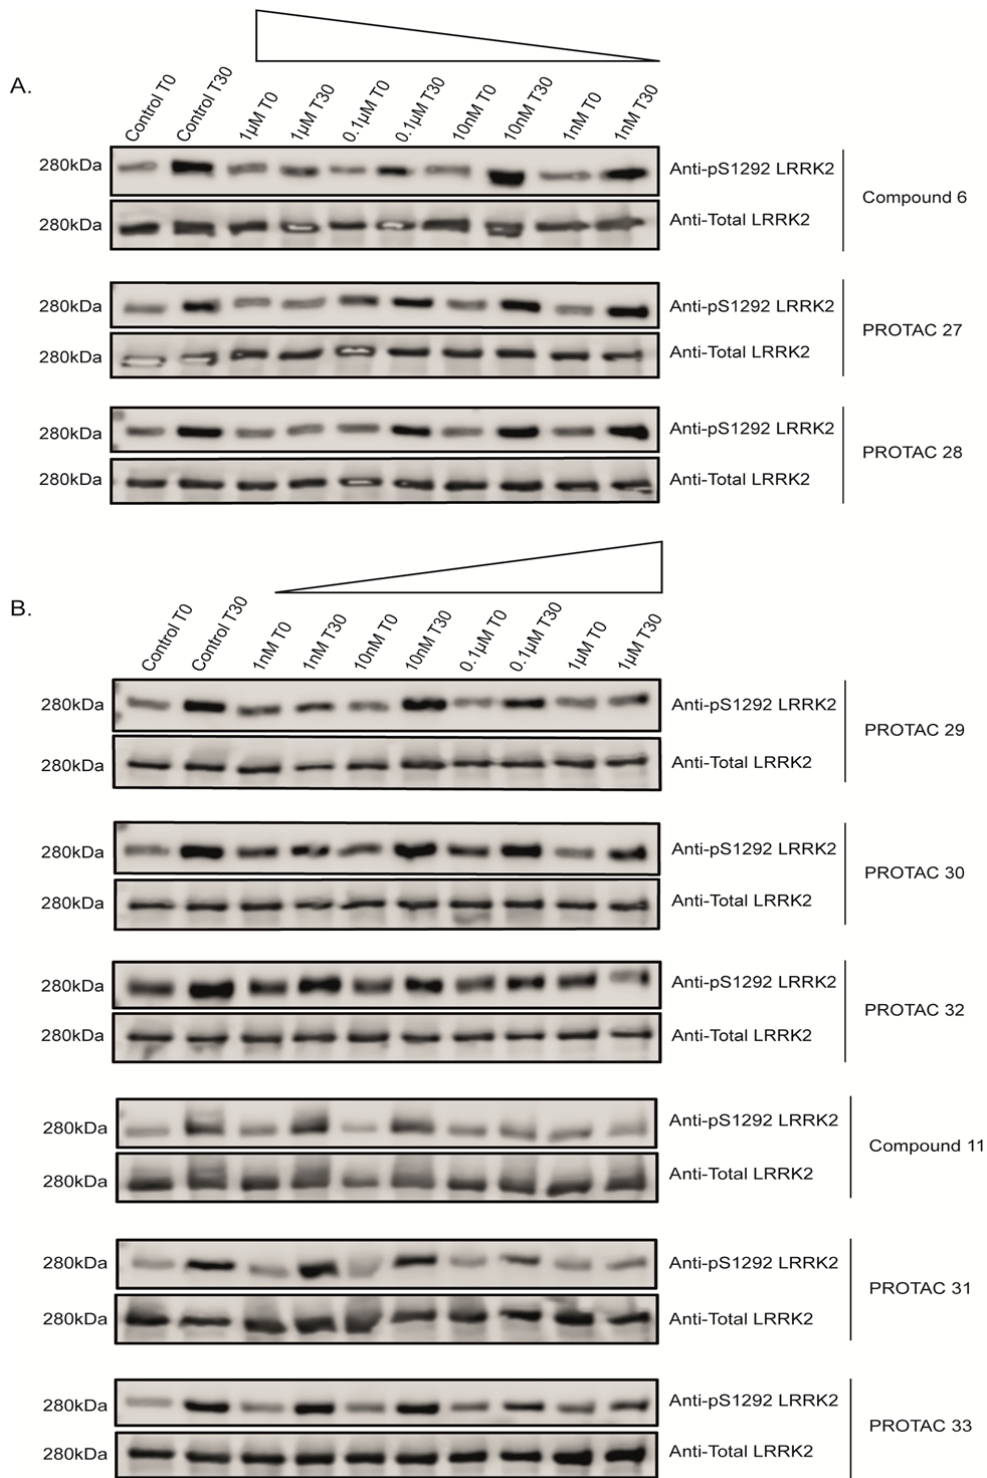 A.
Control T0 Control T30 1µM T0 1µM T30 0.1µM T0 0.1µM T30 10nM T0 10nM T30 1nM T0 1nM T30
280kDa Anti-pS1292 LRRK2
Compound 6
280kDa Anti-Total LRRK2
280kDa Anti-pS1292 LRRK2
PROTAC 27
280kDa Anti-Total LRRK2
280kDa Anti-pS1292 LRRK2
PROTAC 28
280kDa Anti-Total LRRK2
B.
Control T0 Control T30 1nM T0 1nM T30 10nM T0 10nM T30 0.1µM T0 0.1µM T30 1µM T0 1µM T30
280kDa Anti-pS1292 LRRK2
PROTAC 29
280kDa Anti-Total LRRK2
280kDa Anti-pS1292 LRRK2
PROTAC 30
280kDa Anti-Total LRRK2
280kDa Anti-pS1292 LRRK2
PROTAC 32
280kDa Anti-Total LRRK2
280kDa Anti-pS1292 LRRK2
Compound 11
280kDa Anti-Total LRRK2
280kDa Anti-pS1292 LRRK2
PROTAC 31
280kDa Anti-Total LRRK2
280kDa Anti-pS1292 LRRK2
PROTAC 33
280kDa Anti-Total LRRK2